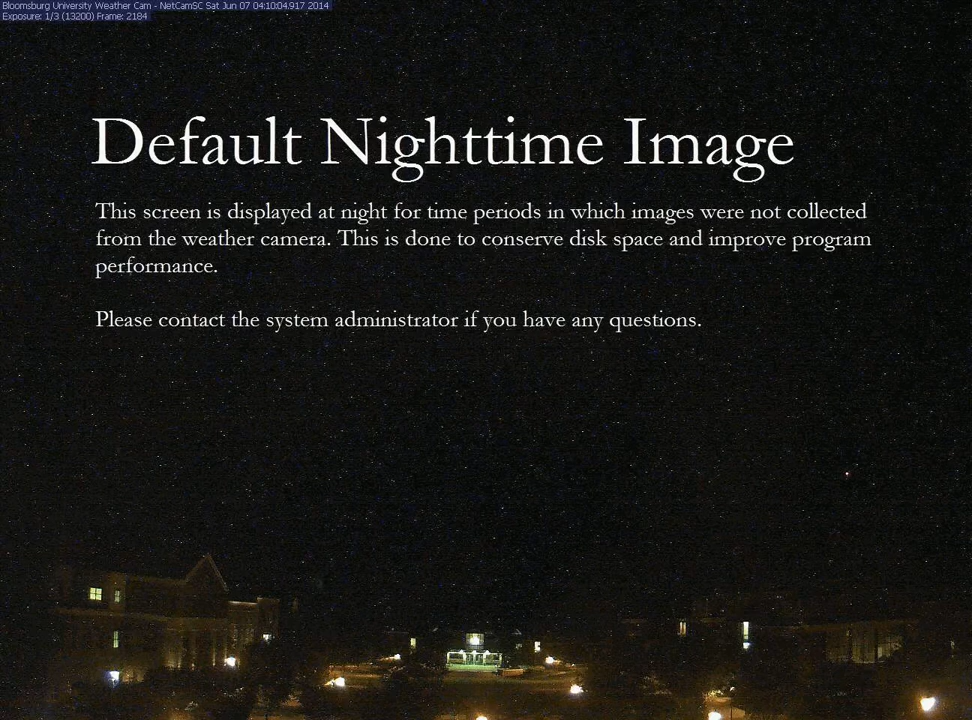 Bloomsburg University Weather Cam - NetCamSC Sat Jun 07 04:10:04.917 2014
Exposure: 1/3 (13200) Frame: 2184
Default Nighttime Image
This screen is displayed at night for time periods in which images were not collected
from the weather camera. This is done to conserve disk space and improve program
performance.
Please contact the system administrator if you have any questions.